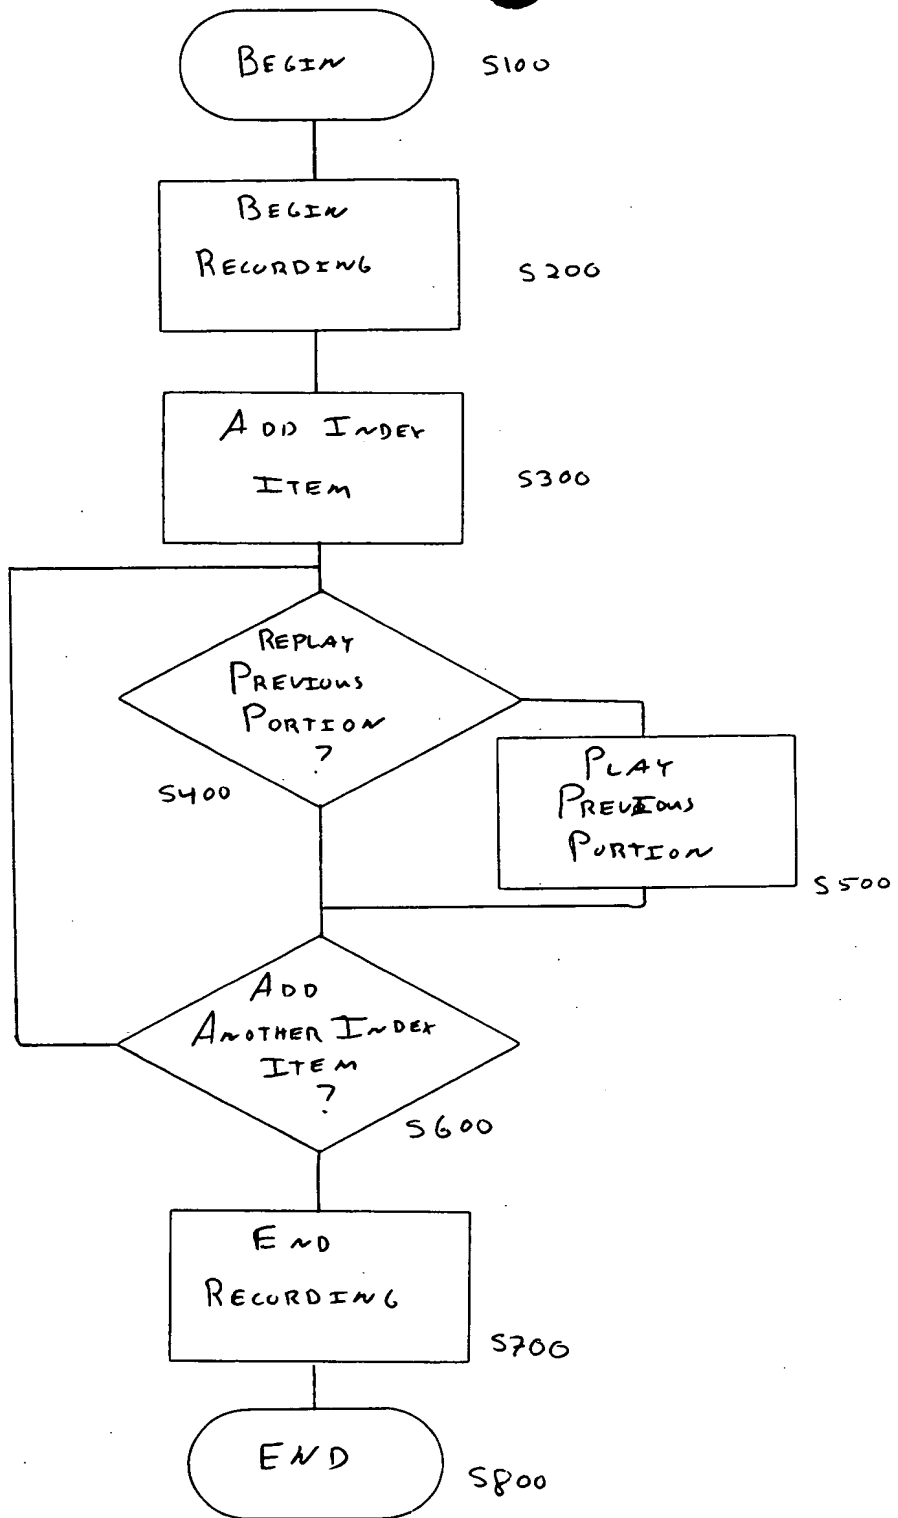 BEGIN
S100
BEGIN
RECORDING
S200
ADD INDEX
ITEM
S300
REPLAY
PREVIOUS
PORTION
?
S400
PLAY
PREVIOUS
PORTION
S500
ADD
ANOTHER INDEX
ITEM
?
S600
END
RECORDING
S700
END
S800